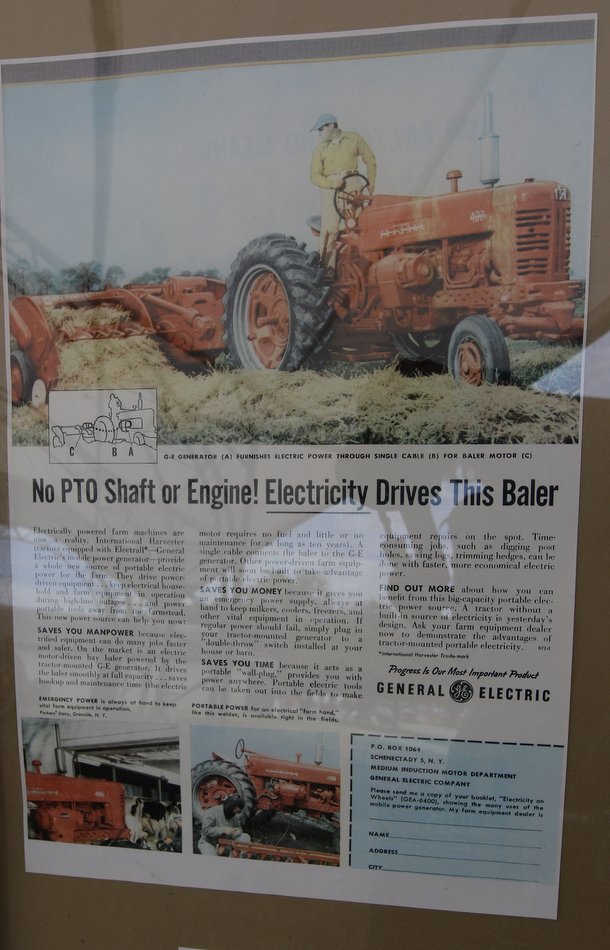 400
G-E GENERATOR (A) FURNISHES ELECTRIC POWER THROUGH SINGLE CABLE (B) FOR BALER MOTOR (C)
C B A
No PTO Shaft or Engine! Electricity Drives This Baler
Electrically powered farm machines are
now a reality. International Harvester
tractors equipped with Electrall*—General
Electric's mobile power generator—provide
a whole new of portable electric
power for the farm. They drive power-
driven equipment, keep electrical house-
hold and farm equipment in operation
during high-line outages, and power
portable tools away from the farmstead.
This new power source can help you now:
SAVES YOU MANPOWER because elec-
trified equipment can do many jobs faster
and safer. On the market is an electric
motor-driven hay baler powered by the
tractor-mounted G-E generator. It drives
the baler smoothly at full capacity . . . saves
hookup and maintenance time (the electric
motor requires no fuel and little or no
maintenance for as long as ten years). A
single cable connects the baler to the G-E
generator. Other power-driven farm equip-
ment will soon be built to take advantage
of portable electric power.
SAVES YOU MONEY because it gives you
an emergency power supply, always at
hand to keep milkers, coolers, freezers, and
other vital equipment in operation. If
regular power should fail, simply plug in
your tractor-mounted generator to a
"double-throw" switch installed at your
house or barn.
SAVES YOU TIME because it acts as a
portable "wall-plug," provides you with
power anywhere. Portable electric tools
can be taken out into the fields to make
equipment repairs on the spot. Time-
consuming jobs, such as digging post
holes, sawing logs, trimming hedges, can be
done with faster, more economical electric
power.
FIND OUT MORE about how you can
benefit from this big-capacity portable elec-
tric power source. A tractor without a
built-in source of electricity is yesterday's
design. Ask your farm equipment dealer
now to demonstrate the advantages of
tractor-mounted portable electricity.
*International Harvester Trade-mark
Progress Is Our Most Important Product
GENERAL GE ELECTRIC
EMERGENCY POWER is always at hand to keep
vital farm equipment in operation.
Parkers' Dairy, Granville, N. Y.
PORTABLE POWER for an electrical "farm hand,"
like this welder, is available right in the fields.
P.O. BOX 1064
SCHENECTADY 5, N. Y.
MEDIUM INDUCTION MOTOR DEPARTMENT
GENERAL ELECTRIC COMPANY
Please send me a copy of your booklet, "Electricity on
Wheels" (GEA-6400), showing the many uses of the
mobile power generator. My farm equipment dealer is
NAME
ADDRESS
CITY